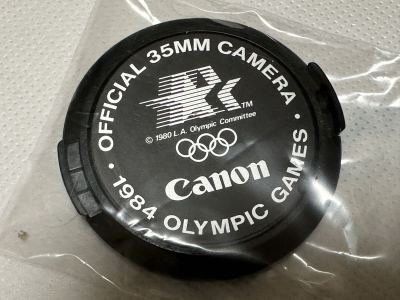 • OFFICIAL 35MM CAMERA •
TM
© 1980 L.A. Olympic Committee
Canon
1984 OLYMPIC GAMES